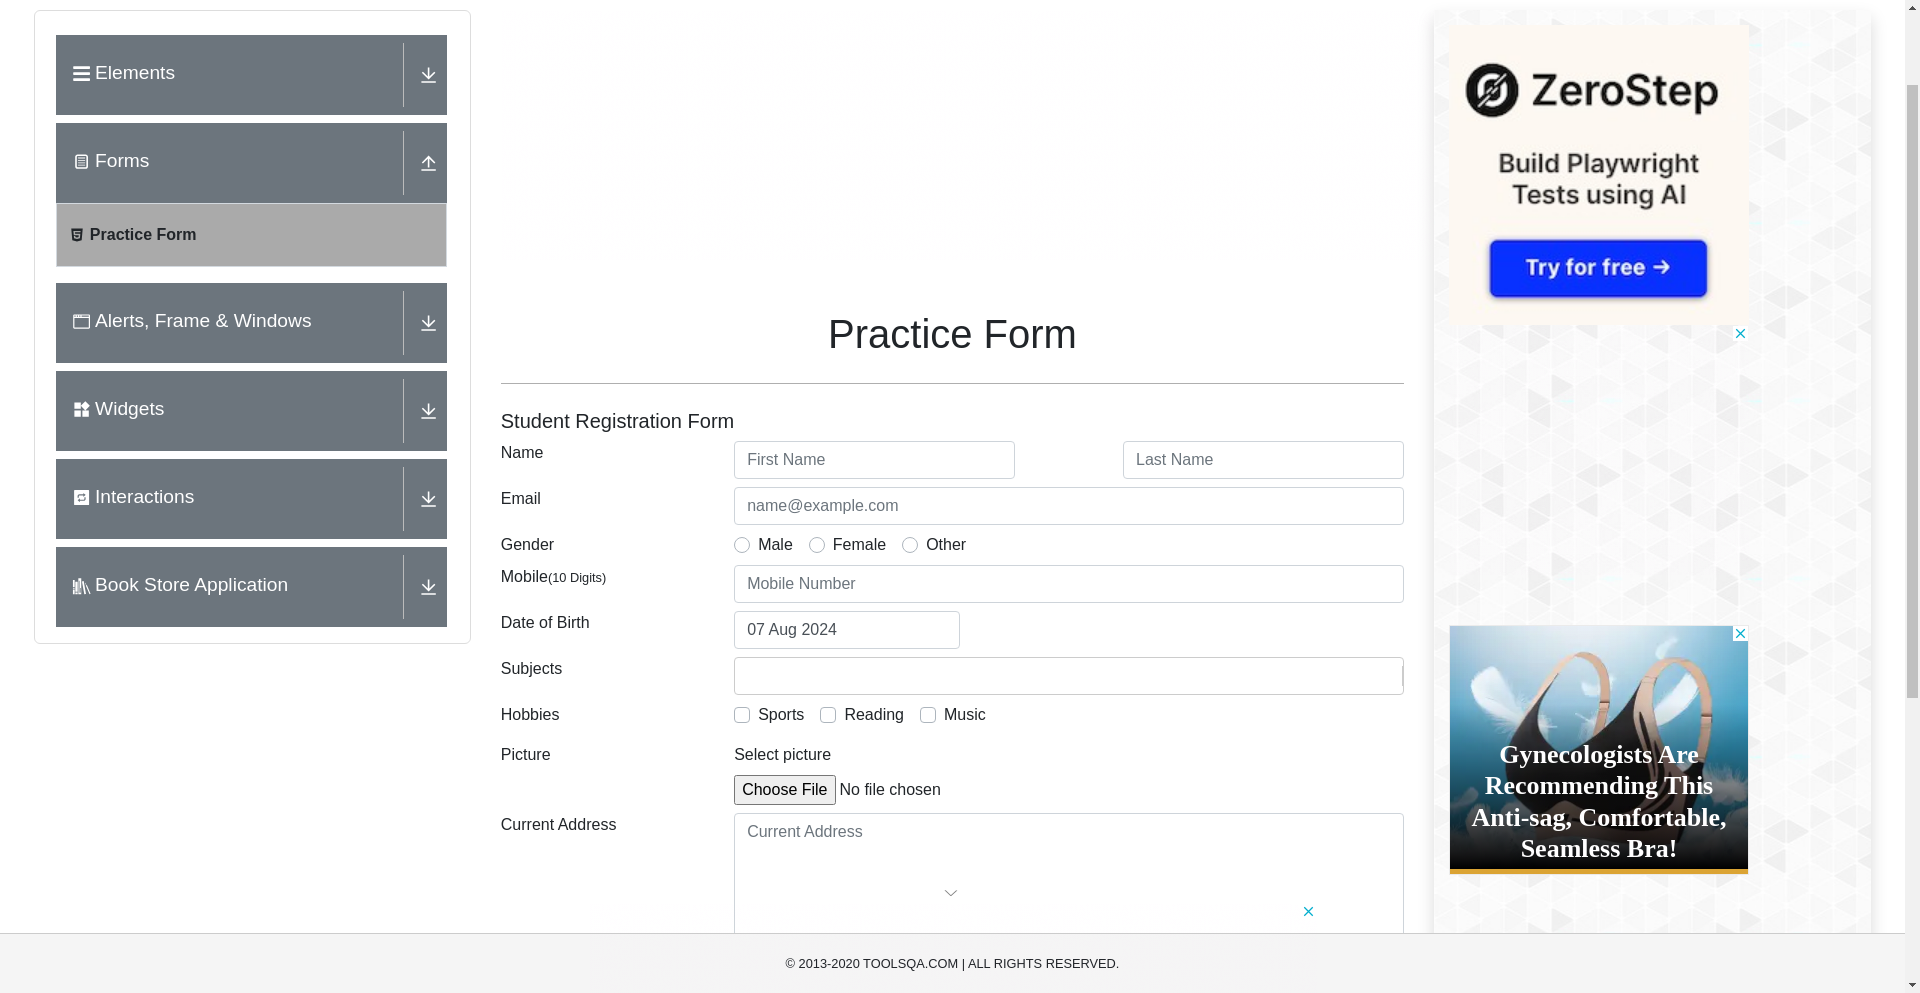 Elements
Forms
Practice Form
Alerts, Frame & Windows
Widgets
Interactions
Book Store Application
Practice Form
Student Registration Form
Name
First Name
Last Name
Email
name@example.com
Gender
Male
Female
Other
Mobile(10 Digits)
Mobile Number
Date of Birth
07 Aug 2024
Subjects
Hobbies
Sports
Reading
Music
Picture
Select picture
Choose File No file chosen
Current Address
Current Address
ZeroStep
Build Playwright
Tests using AI
Try for free →
Gynecologists Are
Recommending This
Anti-sag, Comfortable,
Seamless Bra!
© 2013-2020 TOOLSQA.COM | ALL RIGHTS RESERVED.